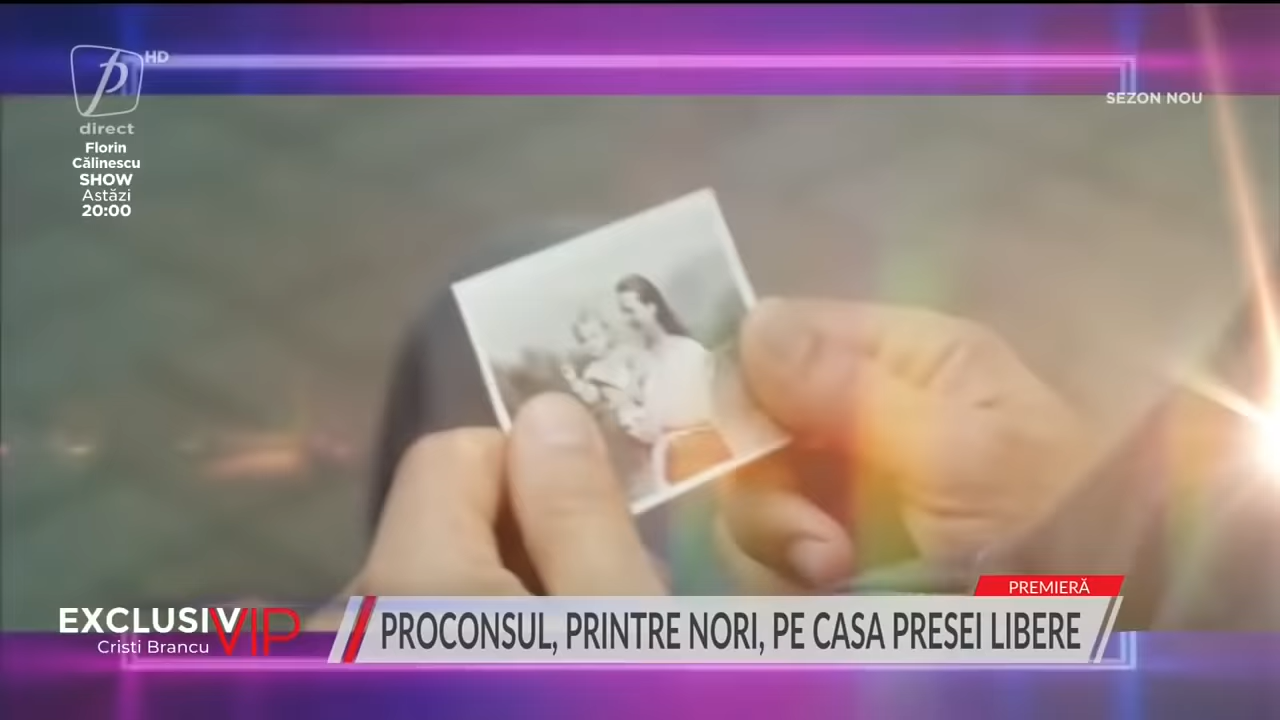 HD
direct
Florin
Călinescu
SHOW
Astăzi
20:00
SEZON NOU
PREMIERĂ
EXCLUSIV VIP
Cristi Brancu
PROCONSUL, PRINTRE NORI, PE CASA PRESEI LIBERE